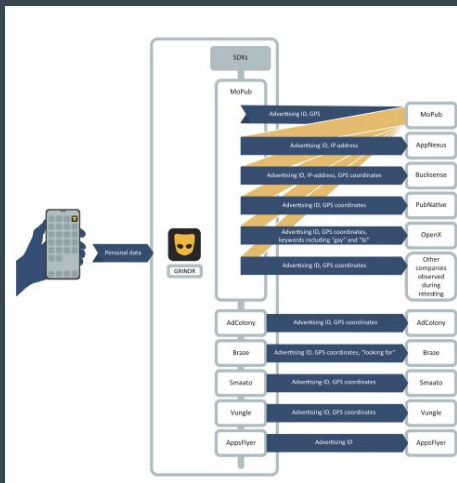 SDKs
MoPub
Advertising ID, GPS
MoPub
Advertising ID, IP-address
AppNexus
Advertising ID, IP-address, GPS coordinates
Bucksense
Advertising ID, GPS coordinates
PubNative
Advertising ID, GPS coordinates,
keywords including "gay" and "bi"
OpenX
Personal data
GRINDR
Advertising ID, GPS coordinates
Other
companies
observed
during
retesting
AdColony
Advertising ID, GPS coordinates
AdColony
Braze
Advertising ID, GPS coordinates, "looking for"
Braze
Smaato
Advertising ID, GPS coordinates
Smaato
Vungle
Advertising ID, GPS coordinates
Vungle
AppsFlyer
Advertising ID
AppsFlyer